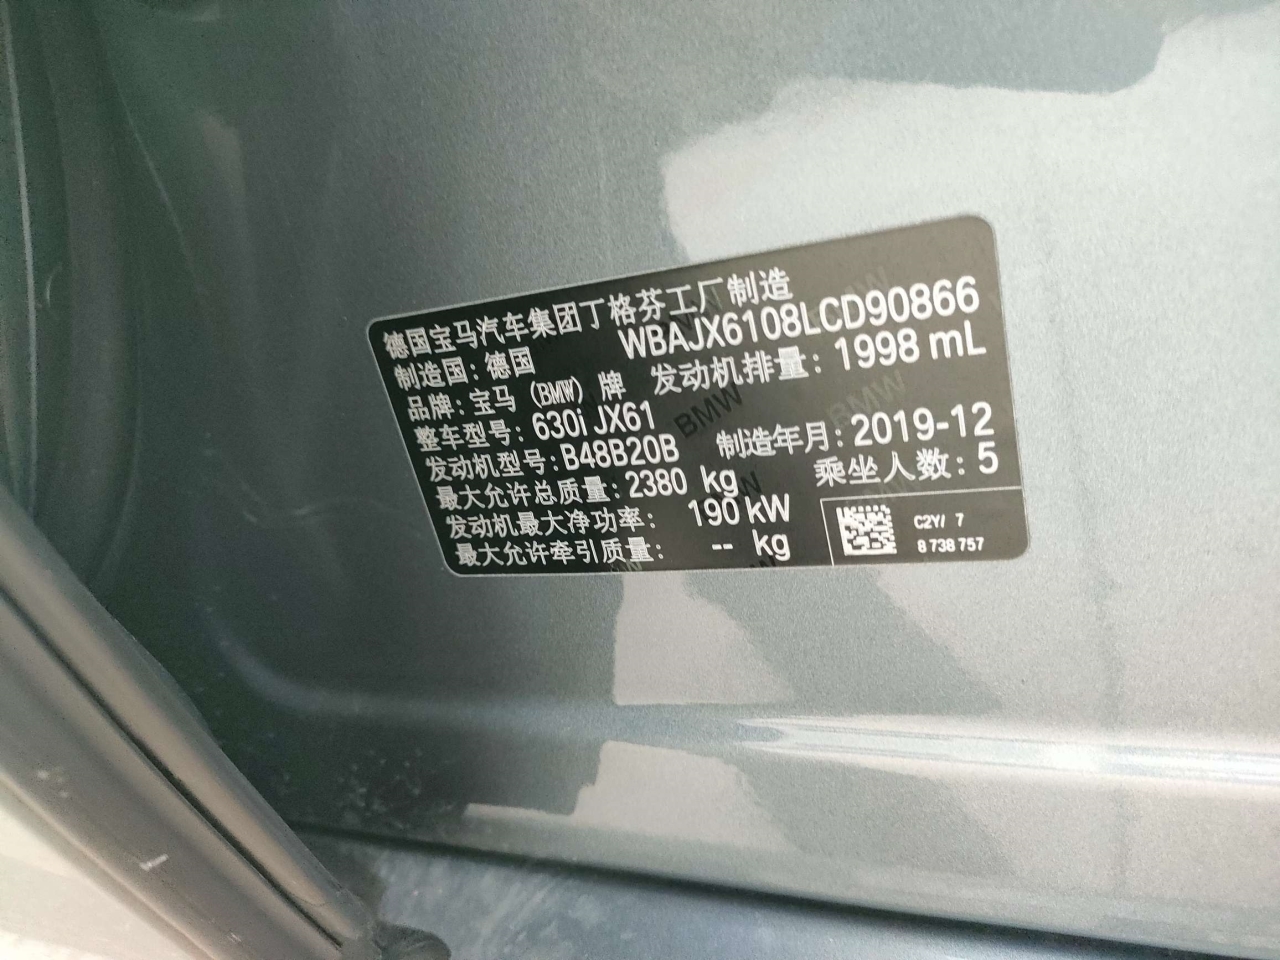 德国宝马汽车集团丁格芬工厂制造
制造国：德国 WBAJX6108LCD90866
品牌：宝马（BMW）牌 发动机排量：1998 mL
整车型号：630i JX61
发动机型号：B48B20B 制造年月：2019-12
最大允许总质量：2380 kg 乘坐人数：5
发动机最大净功率： 190 kW
最大允许牵引质量： -- kg
C2Y/ 7
8 738 757